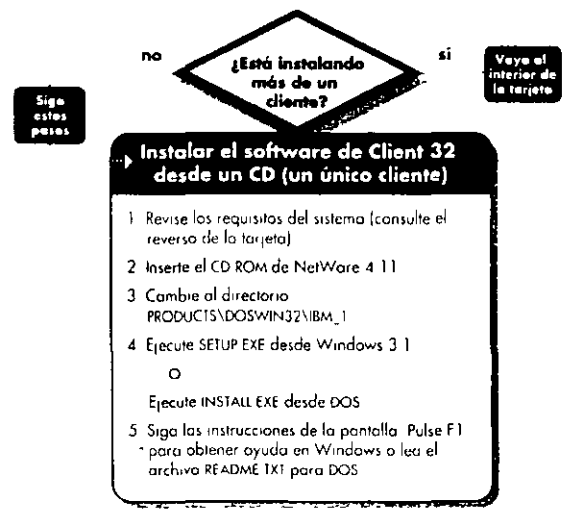 no
¿Está instalando
más de un
cliente?
sí
Vaya al
interior de
la tarjeta
Siga
estos
pasos
Instalar el software de Client 32
desde un CD (un único cliente)
1 Revise los requisitos del sistema (consulte el
reverso de la tarjeta)
2 Inserte el CD ROM de NetWare 4 11
3 Cambie al directorio
PRODUCTS\DOSWIN32\IBM_1
4 Ejecute SETUP EXE desde Windows 3 1
O
Ejecute INSTALL EXE desde DOS
5 Siga las instrucciones de la pantalla Pulse F1
para obtener ayuda en Windows o lea el
archivo README TXT para DOS